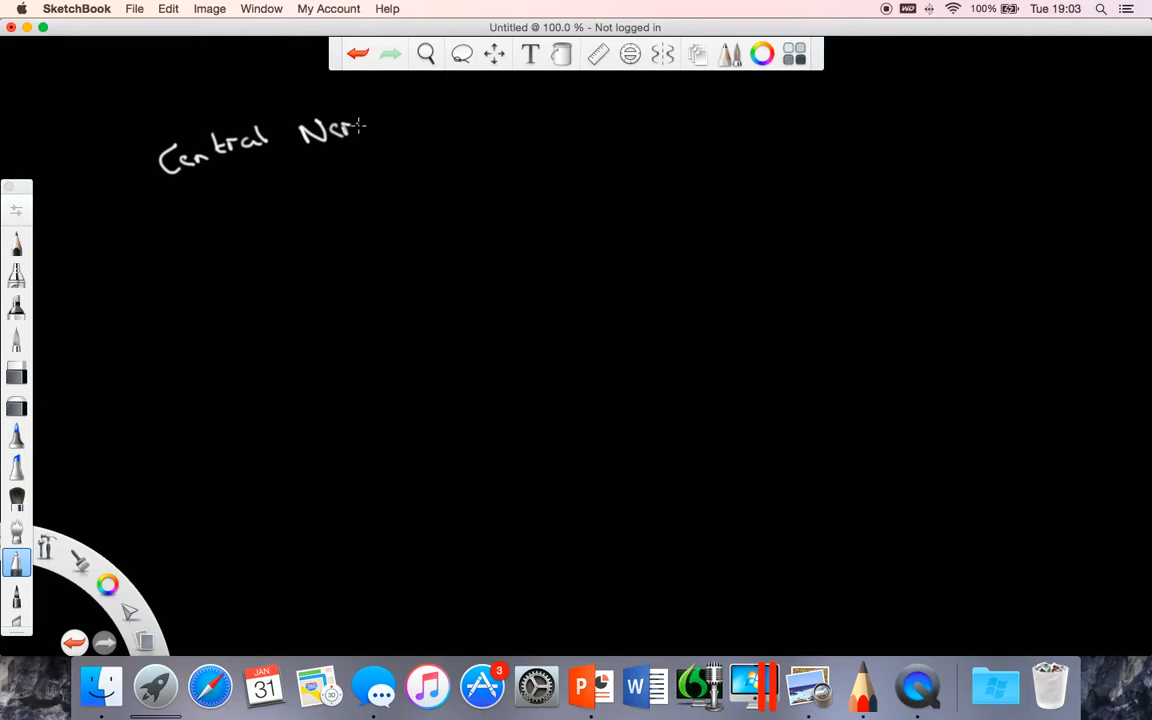 SketchBook File Edit Image Window My Account Help 100% Tue 19:03
Untitled @ 100.0 % - Not logged in
T
Central Ner
JAN
31
3D
3
P
W